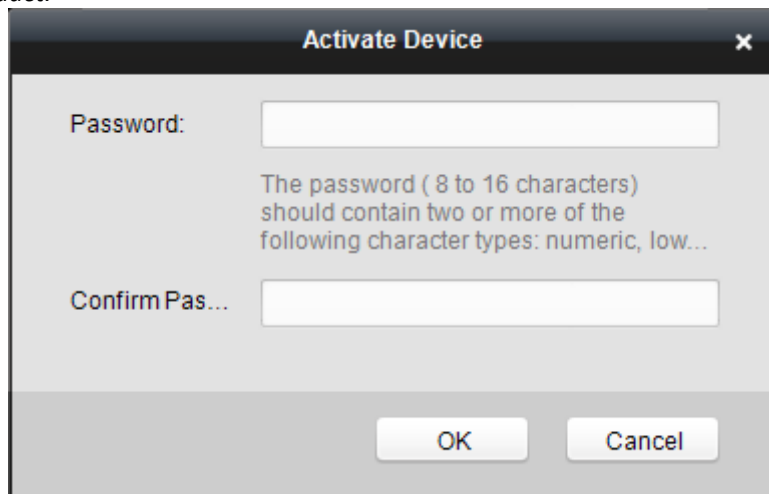 Activate Device ×
Password:
The password ( 8 to 16 characters)
should contain two or more of the
following character types: numeric, low...
Confirm Pas...
OK Cancel